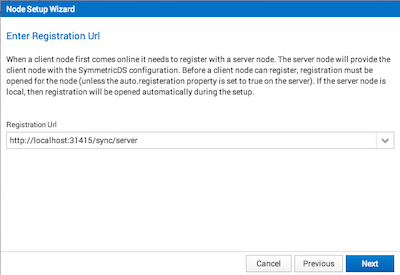 Node Setup Wizard
Enter Registration Url
When a client node first comes online it needs to register with a server node. The server node will provide the
client node with the SymmetricDS configuration. Before a client node can register, registration must be
opened for the node (unless the auto.registeration property is set to true on the server). If the server node is
local, then registration will be opened automatically during the setup.
Registration Url
http://localhost:31415/sync/server
Cancel
Previous
Next